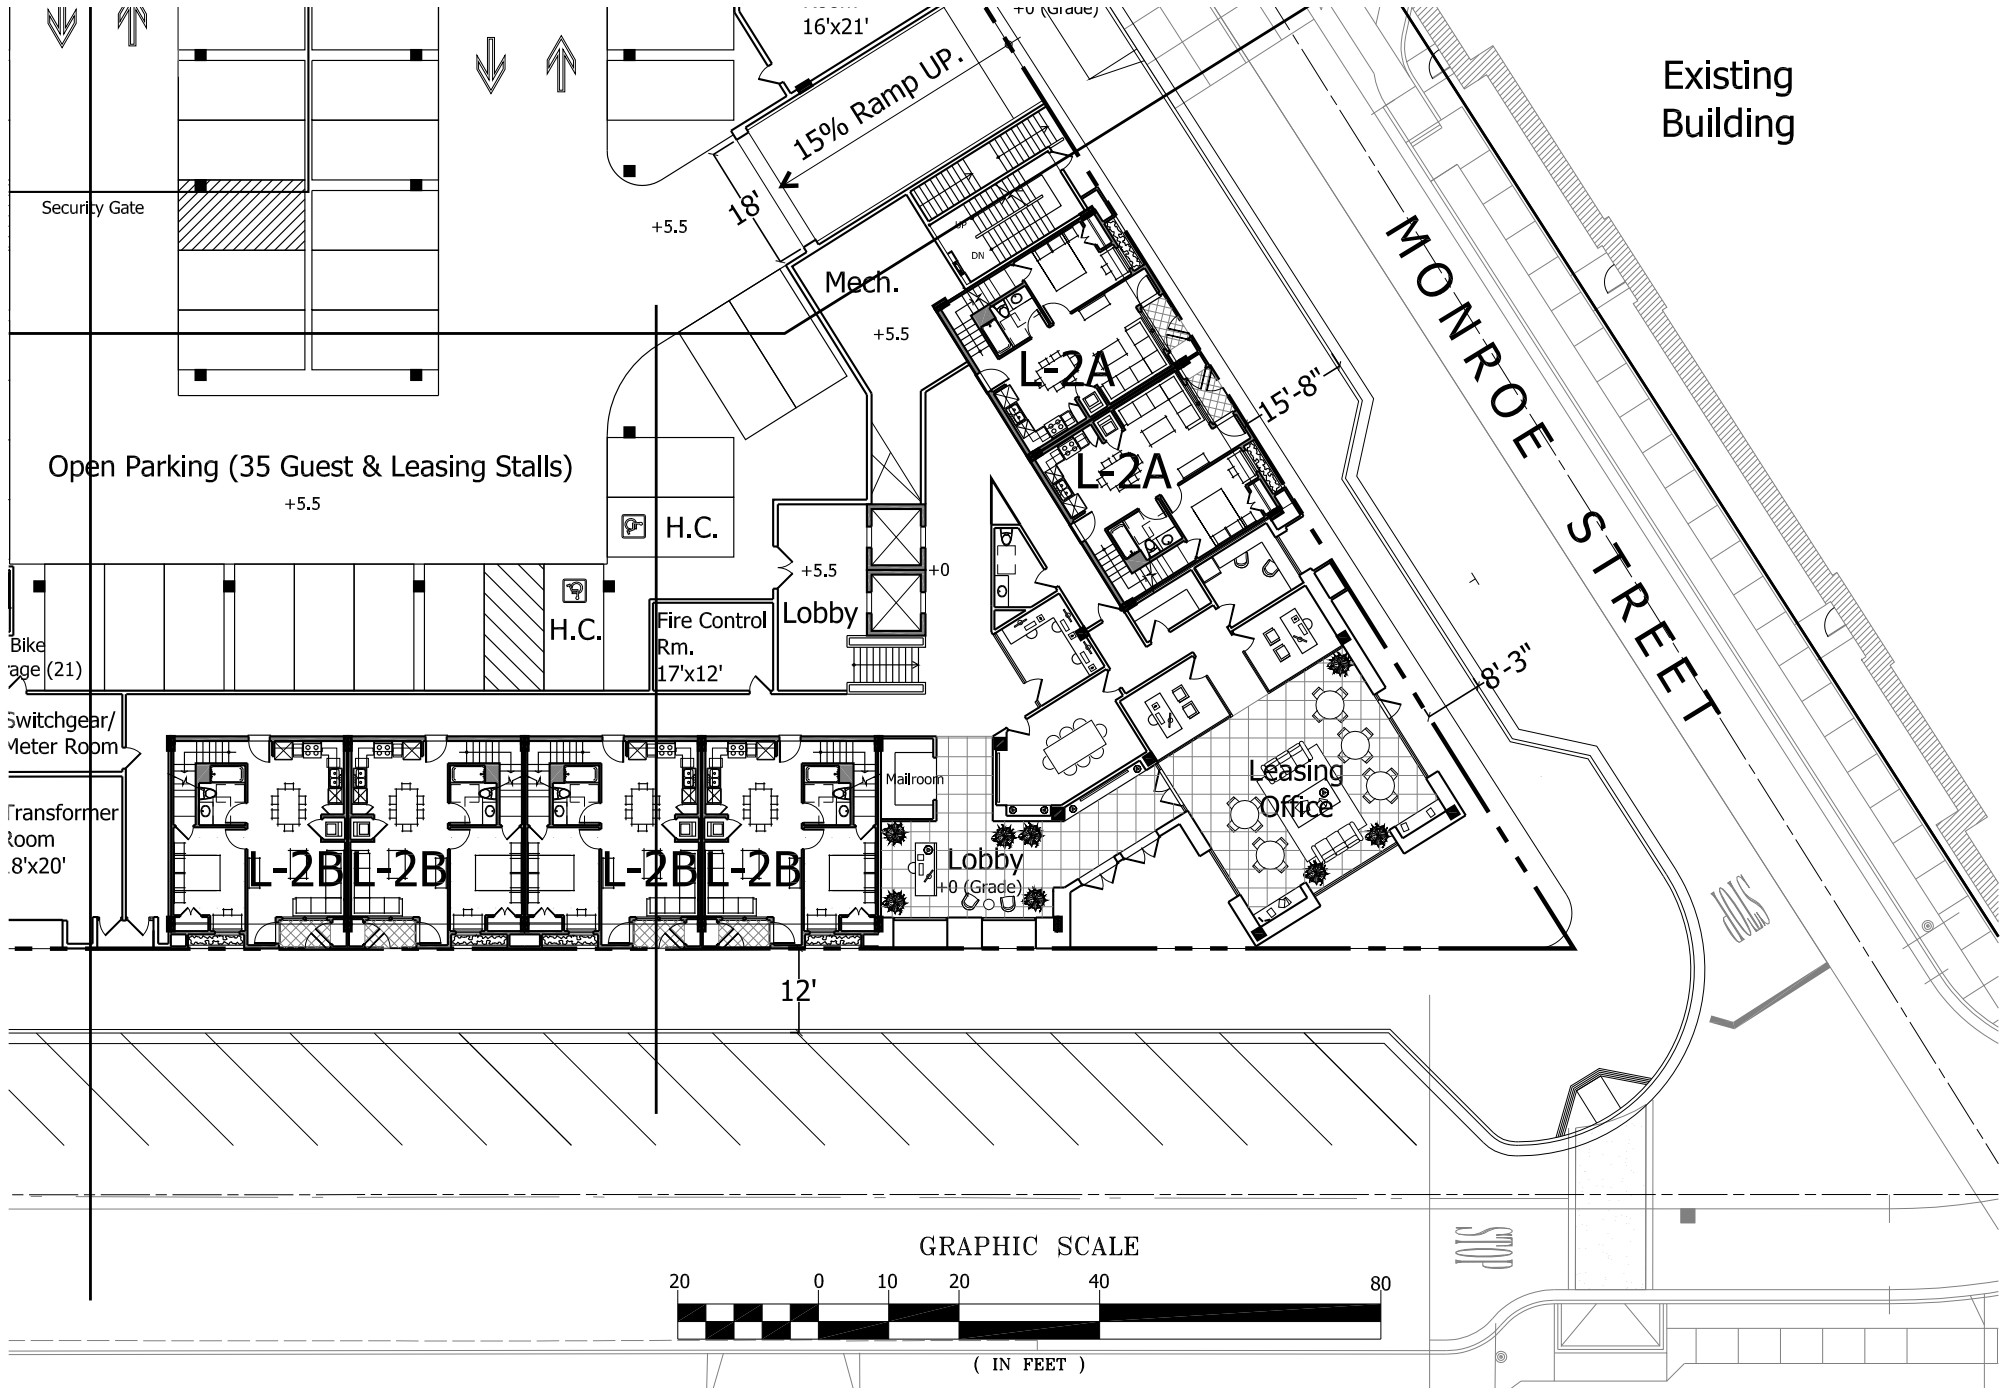 16'x21'
+0 (Grade)
Existing
Building
15% Ramp UP.
18'
Security Gate
+5.5
UP
DN
Mech.
+5.5
MONROE STREET
L-2A
15'-8"
L-2A
Open Parking (35 Guest & Leasing Stalls)
+5.5
H.C.
+5.5
+0
Lobby
H.C.
Fire Control
Rm.
17'x12'
Bike
(21)
8'-3"
Switchgear/
Meter Room
Mailroom
Leasing
Office
Transformer
Room
8'x20'
L-2B
L-2B
L-2B
L-2B
Lobby
+0 (Grade)
STOP
12'
STOP
GRAPHIC SCALE
20 0 10 20 40 80
( IN FEET )